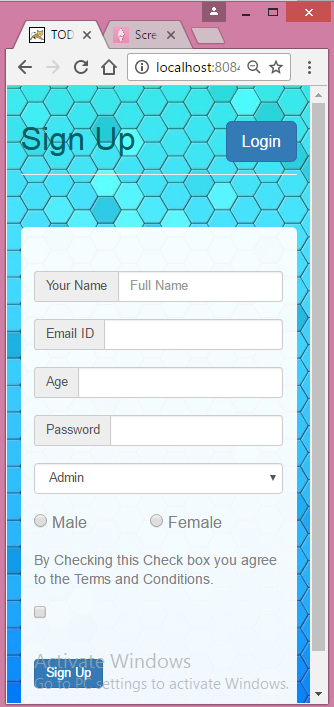 TOD
Scre
localhost:8084
Sign Up
Login
Your Name
Full Name
Email ID
Age
Password
Admin
Male
Female
By Checking this Check box you agree
to the Terms and Conditions.
Activate Windows
Sign Up
Go to PC settings to activate Windows.